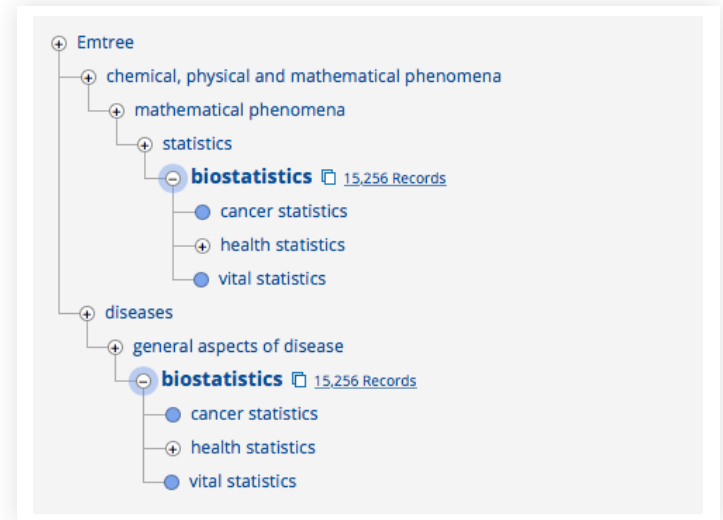 Emtree
chemical, physical and mathematical phenomena
mathematical phenomena
statistics
biostatistics 15,256 Records
cancer statistics
health statistics
vital statistics
diseases
general aspects of disease
biostatistics 15,256 Records
cancer statistics
health statistics
vital statistics